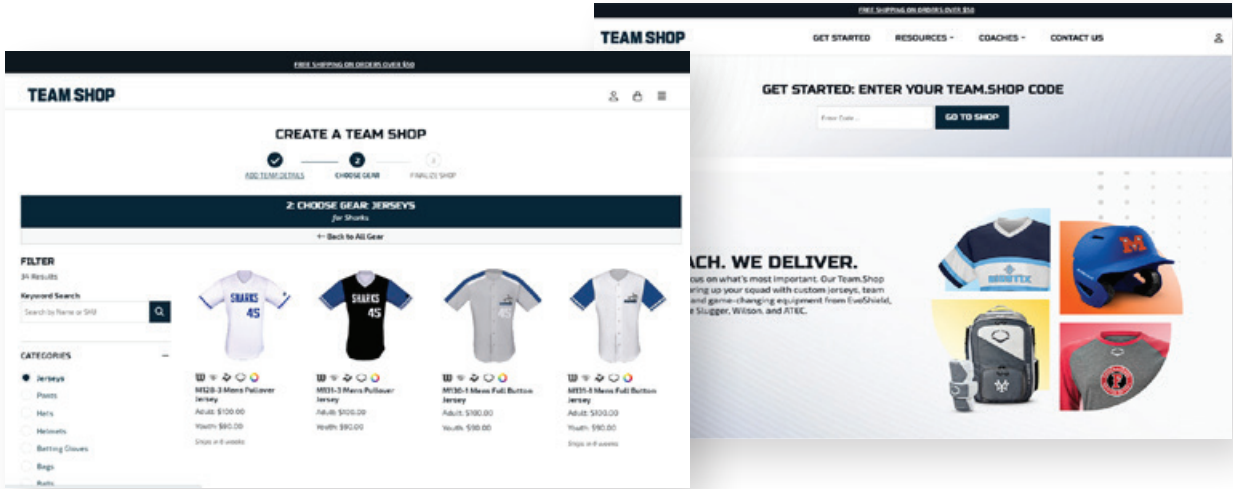 FREE SHIPPING ON ORDERS OVER $50
TEAM SHOP
CREATE A TEAM SHOP
2
3
ADD TEAM DETAILS
CHOOSE GEAR
FINALIZE SHOP
2: CHOOSE GEAR: JERSEYS
for Sharks
← Back to All Gear
FILTER
34 Results
Keyword Search
Search by Name or SKU
CATEGORIES
Jerseys
Pants
Hats
Helmets
Batting Gloves
Bags
SHARKS
45
SHARKS
45
45
M128-3 Mens Pullover
Jersey
Adult: $100.00
Youth: $90.00
Ships in 6 weeks
M131-3 Mens Pullover
Jersey
Adult: $100.00
Youth: $90.00
M130-1 Mens Full Button
Jersey
Adult: $100.00
Youth: $90.00
M131-1 Mens Full Button
Jersey
Adult: $100.00
Youth: $90.00
Ships in 6 weeks
FREE SHIPPING ON ORDERS OVER $50
TEAM SHOP
GET STARTED
RESOURCES
COACHES
CONTACT US
GET STARTED: ENTER YOUR TEAM.SHOP CODE
Enter Code...
GO TO SHOP
ACH. WE DELIVER.
cus on what's most important. Our Team.Shop
ring up your squad with custom jerseys, team
and game-changing equipment from EvoShield,
e Slugger, Wilson, and ATEC.
M
P